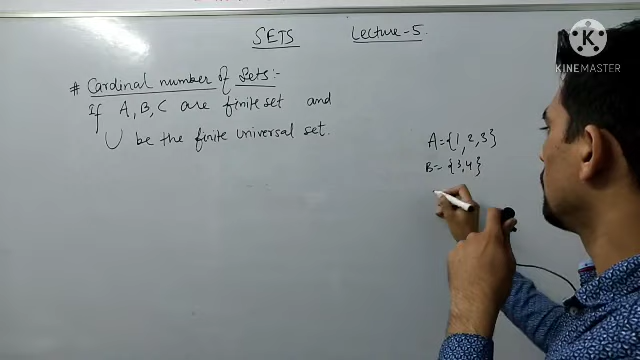 SETS Lecture-5.
# Cardinal number of Sets:-
If A, B, C are finite set and
U be the finite universal set.
A={1,2,3}
B={3,4}
K
KINEMASTER